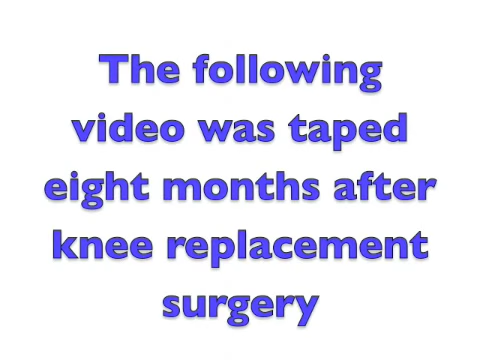 The following
video was taped
eight months after
knee replacement
surgery